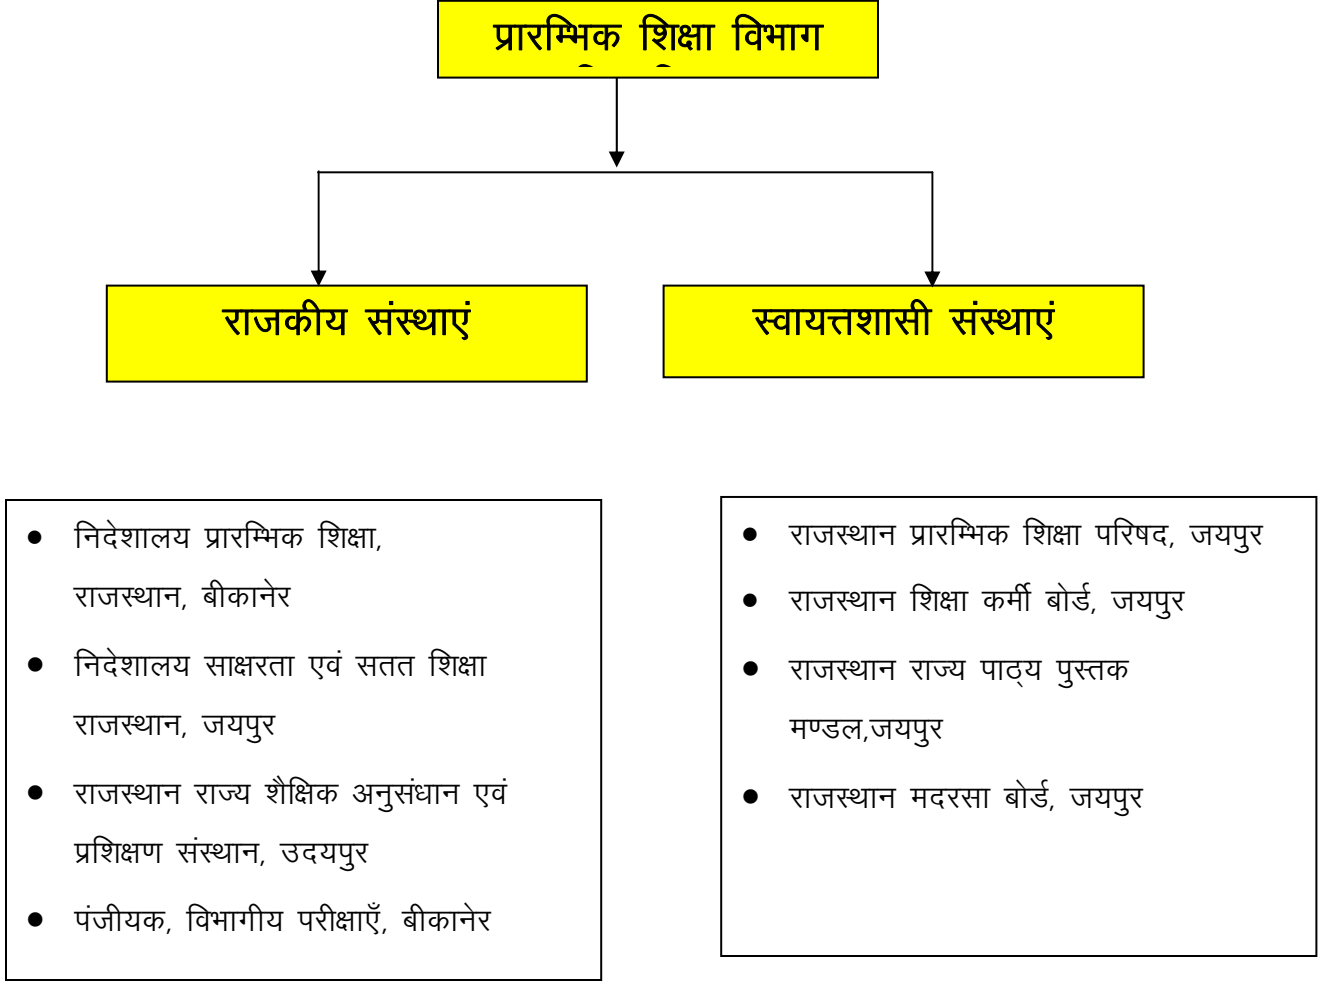 प्रारम्भिक शिक्षा विभाग
राजकीय संस्थाएं
स्वायत्तशासी संस्थाएं
• निदेशालय प्रारम्भिक शिक्षा,
राजस्थान, बीकानेर
• निदेशालय साक्षरता एवं सतत शिक्षा
राजस्थान, जयपुर
• राजस्थान राज्य शैक्षिक अनुसंधान एवं
प्रशिक्षण संस्थान, उदयपुर
• पंजीयक, विभागीय परीक्षाएँ, बीकानेर
• राजस्थान प्रारम्भिक शिक्षा परिषद, जयपुर
• राजस्थान शिक्षा कर्मी बोर्ड, जयपुर
• राजस्थान राज्य पाठ्य पुस्तक
मण्डल,जयपुर
• राजस्थान मदरसा बोर्ड, जयपुर